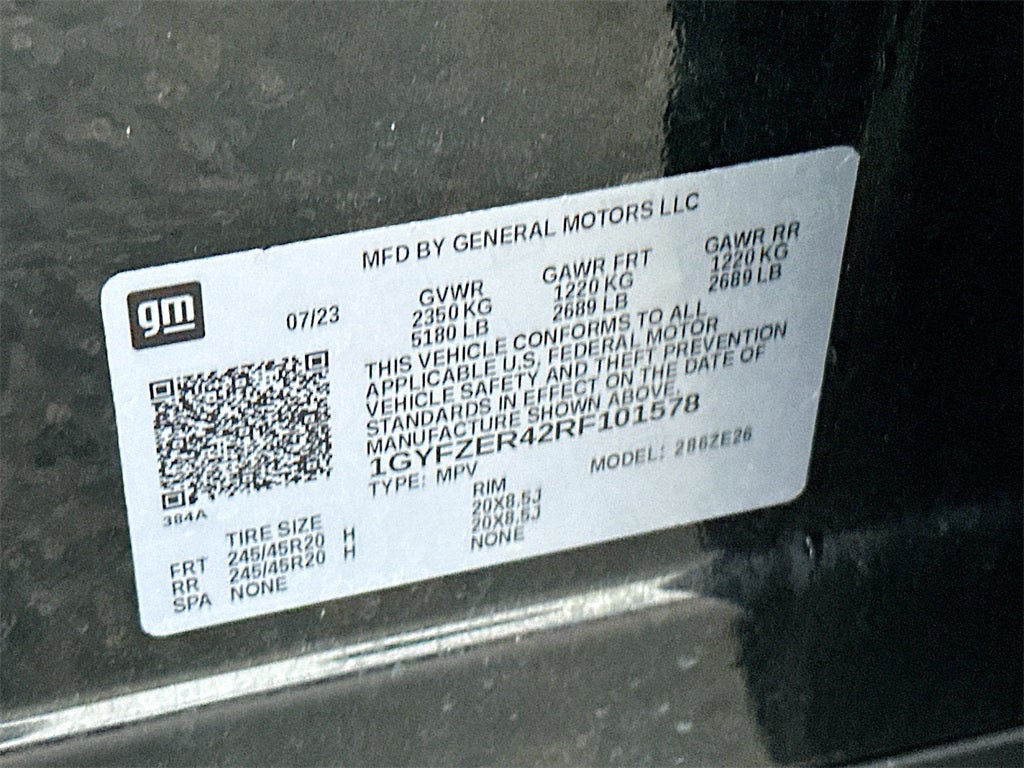 MFD BY GENERAL MOTORS LLC
gm
07/23
GVWR GAWR FRT GAWR RR
2350 KG 1220 KG 1220 KG
5180 LB 2689 LB 2689 LB
THIS VEHICLE CONFORMS TO ALL
APPLICABLE U.S. FEDERAL MOTOR
VEHICLE SAFETY AND THEFT PREVENTION
STANDARDS IN EFFECT ON THE DATE OF
MANUFACTURE SHOWN ABOVE.
1GYFZER42RF101578
TYPE: MPV MODEL: 286ZE26
384A
TIRE SIZE RIM
FRT 245/45R20 H 20X8.5J
RR 245/45R20 H 20X8.5J
SPA NONE NONE